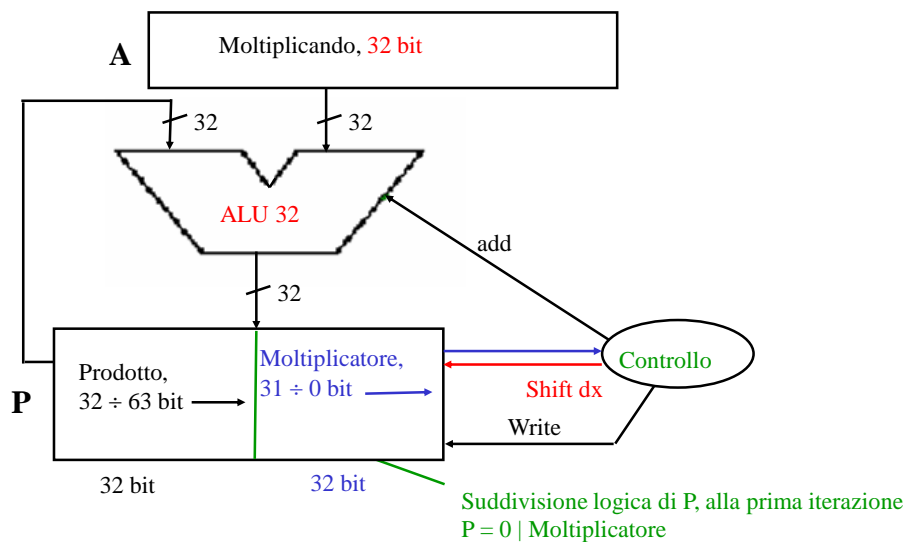 Moltiplicando, 32 bit
A
32
32
ALU 32
add
32
Prodotto,
32 ÷ 63 bit
Moltiplicatore,
31 ÷ 0 bit
P
Controllo
Shift dx
Write
32 bit
32 bit
Suddivisione logica di P, alla prima iterazione
P = 0 | Moltiplicatore